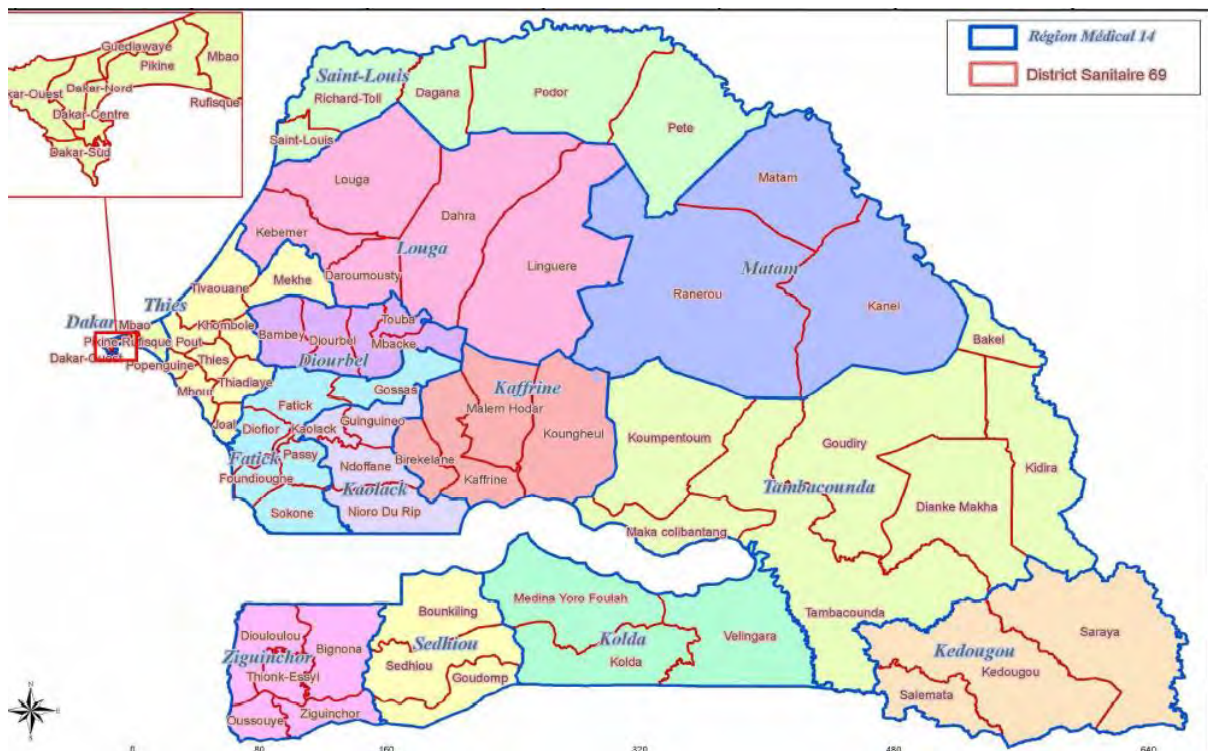 Guediawaye
Mbao
Pikine
kar-Ouest
Dakar-Nord
Rufisque
Dakar-Centre
Dakar-Sud
Région Médical 14
District Sanitaire 69
Saint-Louis
Richard-Toll
Dagana
Podor
Pete
Saint-Louis
Louga
Matam
Dahra
Kebemer
Louga
Linguere
Matam
Mekhe
Daroumousty
Ranerou
Kanel
Tivaouane
Thiés
Dakar
Mbao
Khombole
Touba
Bambey
Diourbel
Mbacke
Bakel
Pikine
Rufisque
Pout
Dakar-Ouest
Popenguine
Thies
Diourbel
Mbour
Thiadiaye
Gossas
Kaffrine
Fatick
Malem Hodar
Joal
Diofior
Kaolack
Guinguineo
Koungheul
Koumpentoum
Goudiry
Passy
Fatick
Ndoffane
Birekelane
Kidira
Foundiougne
Kaolack
Kaffrine
Tambacounda
Dianke Makha
Sokone
Nioro Du Rip
Maka colibantang
Medina Yoro Foulah
Bounkiling
Tambacounda
Diouloulou
Bignona
Sedhiou
Kolda
Velingara
Saraya
Ziguinchor
Sedhiou
Kolda
Kedougou
Thionk-Essyl
Goudomp
Kedougou
Salemata
Oussouye
Ziguinchor
N
0 80 160 320 480 640